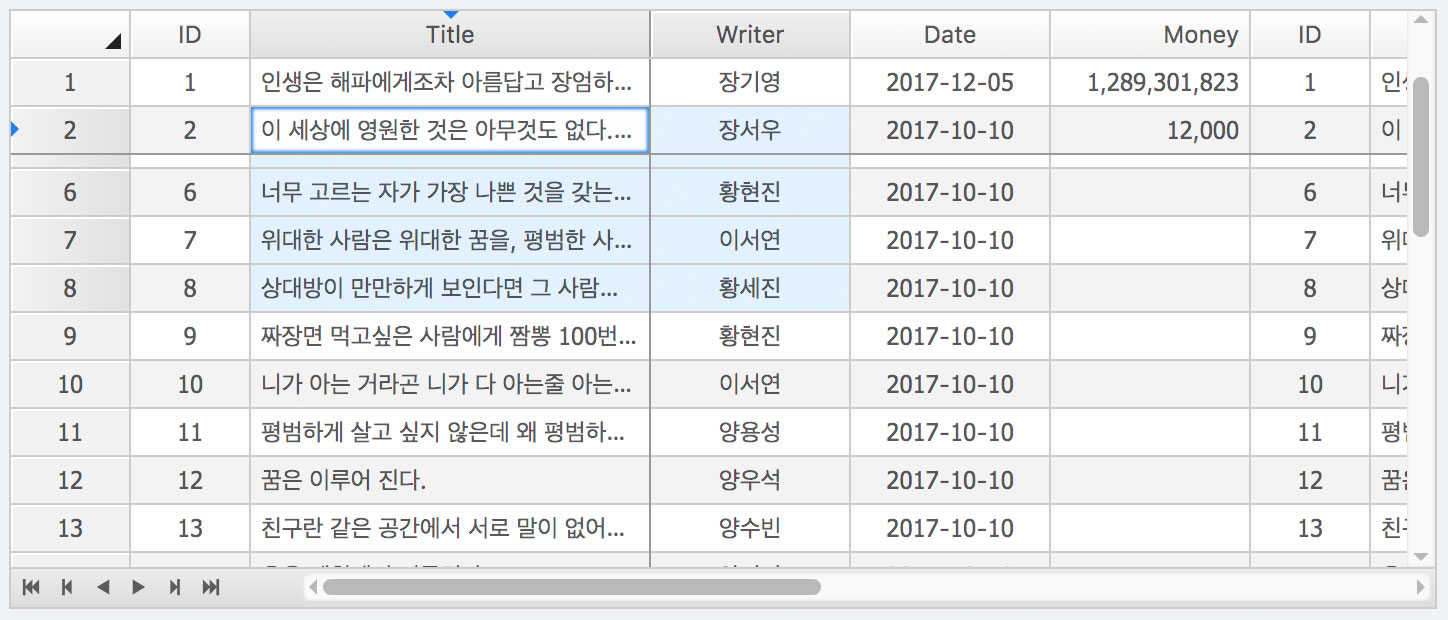 ID Title Writer Date Money ID
1 1 인생은 해파에게조차 아름답고 장엄하... 장기영 2017-12-05 1,289,301,823 1 인
2 2 이 세상에 영원한 것은 아무것도 없다.... 장서우 2017-10-10 12,000 2 이
6 6 너무 고르는 자가 가장 나쁜 것을 갖는... 황현진 2017-10-10 6 너
7 7 위대한 사람은 위대한 꿈을, 평범한 사... 이서연 2017-10-10 7 위
8 8 상대방이 만만하게 보인다면 그 사람... 황세진 2017-10-10 8 상
9 9 짜장면 먹고싶은 사람에게 짬뽕 100번... 황현진 2017-10-10 9 짜
10 10 니가 아는 거라곤 니가 다 아는줄 아는... 이서연 2017-10-10 10 니
11 11 평범하게 살고 싶지 않은데 왜 평범하... 양용성 2017-10-10 11 평
12 12 꿈은 이루어 진다. 양우석 2017-10-10 12 꿈
13 13 친구란 같은 공간에서 서로 말이 없어... 양수빈 2017-10-10 13 친